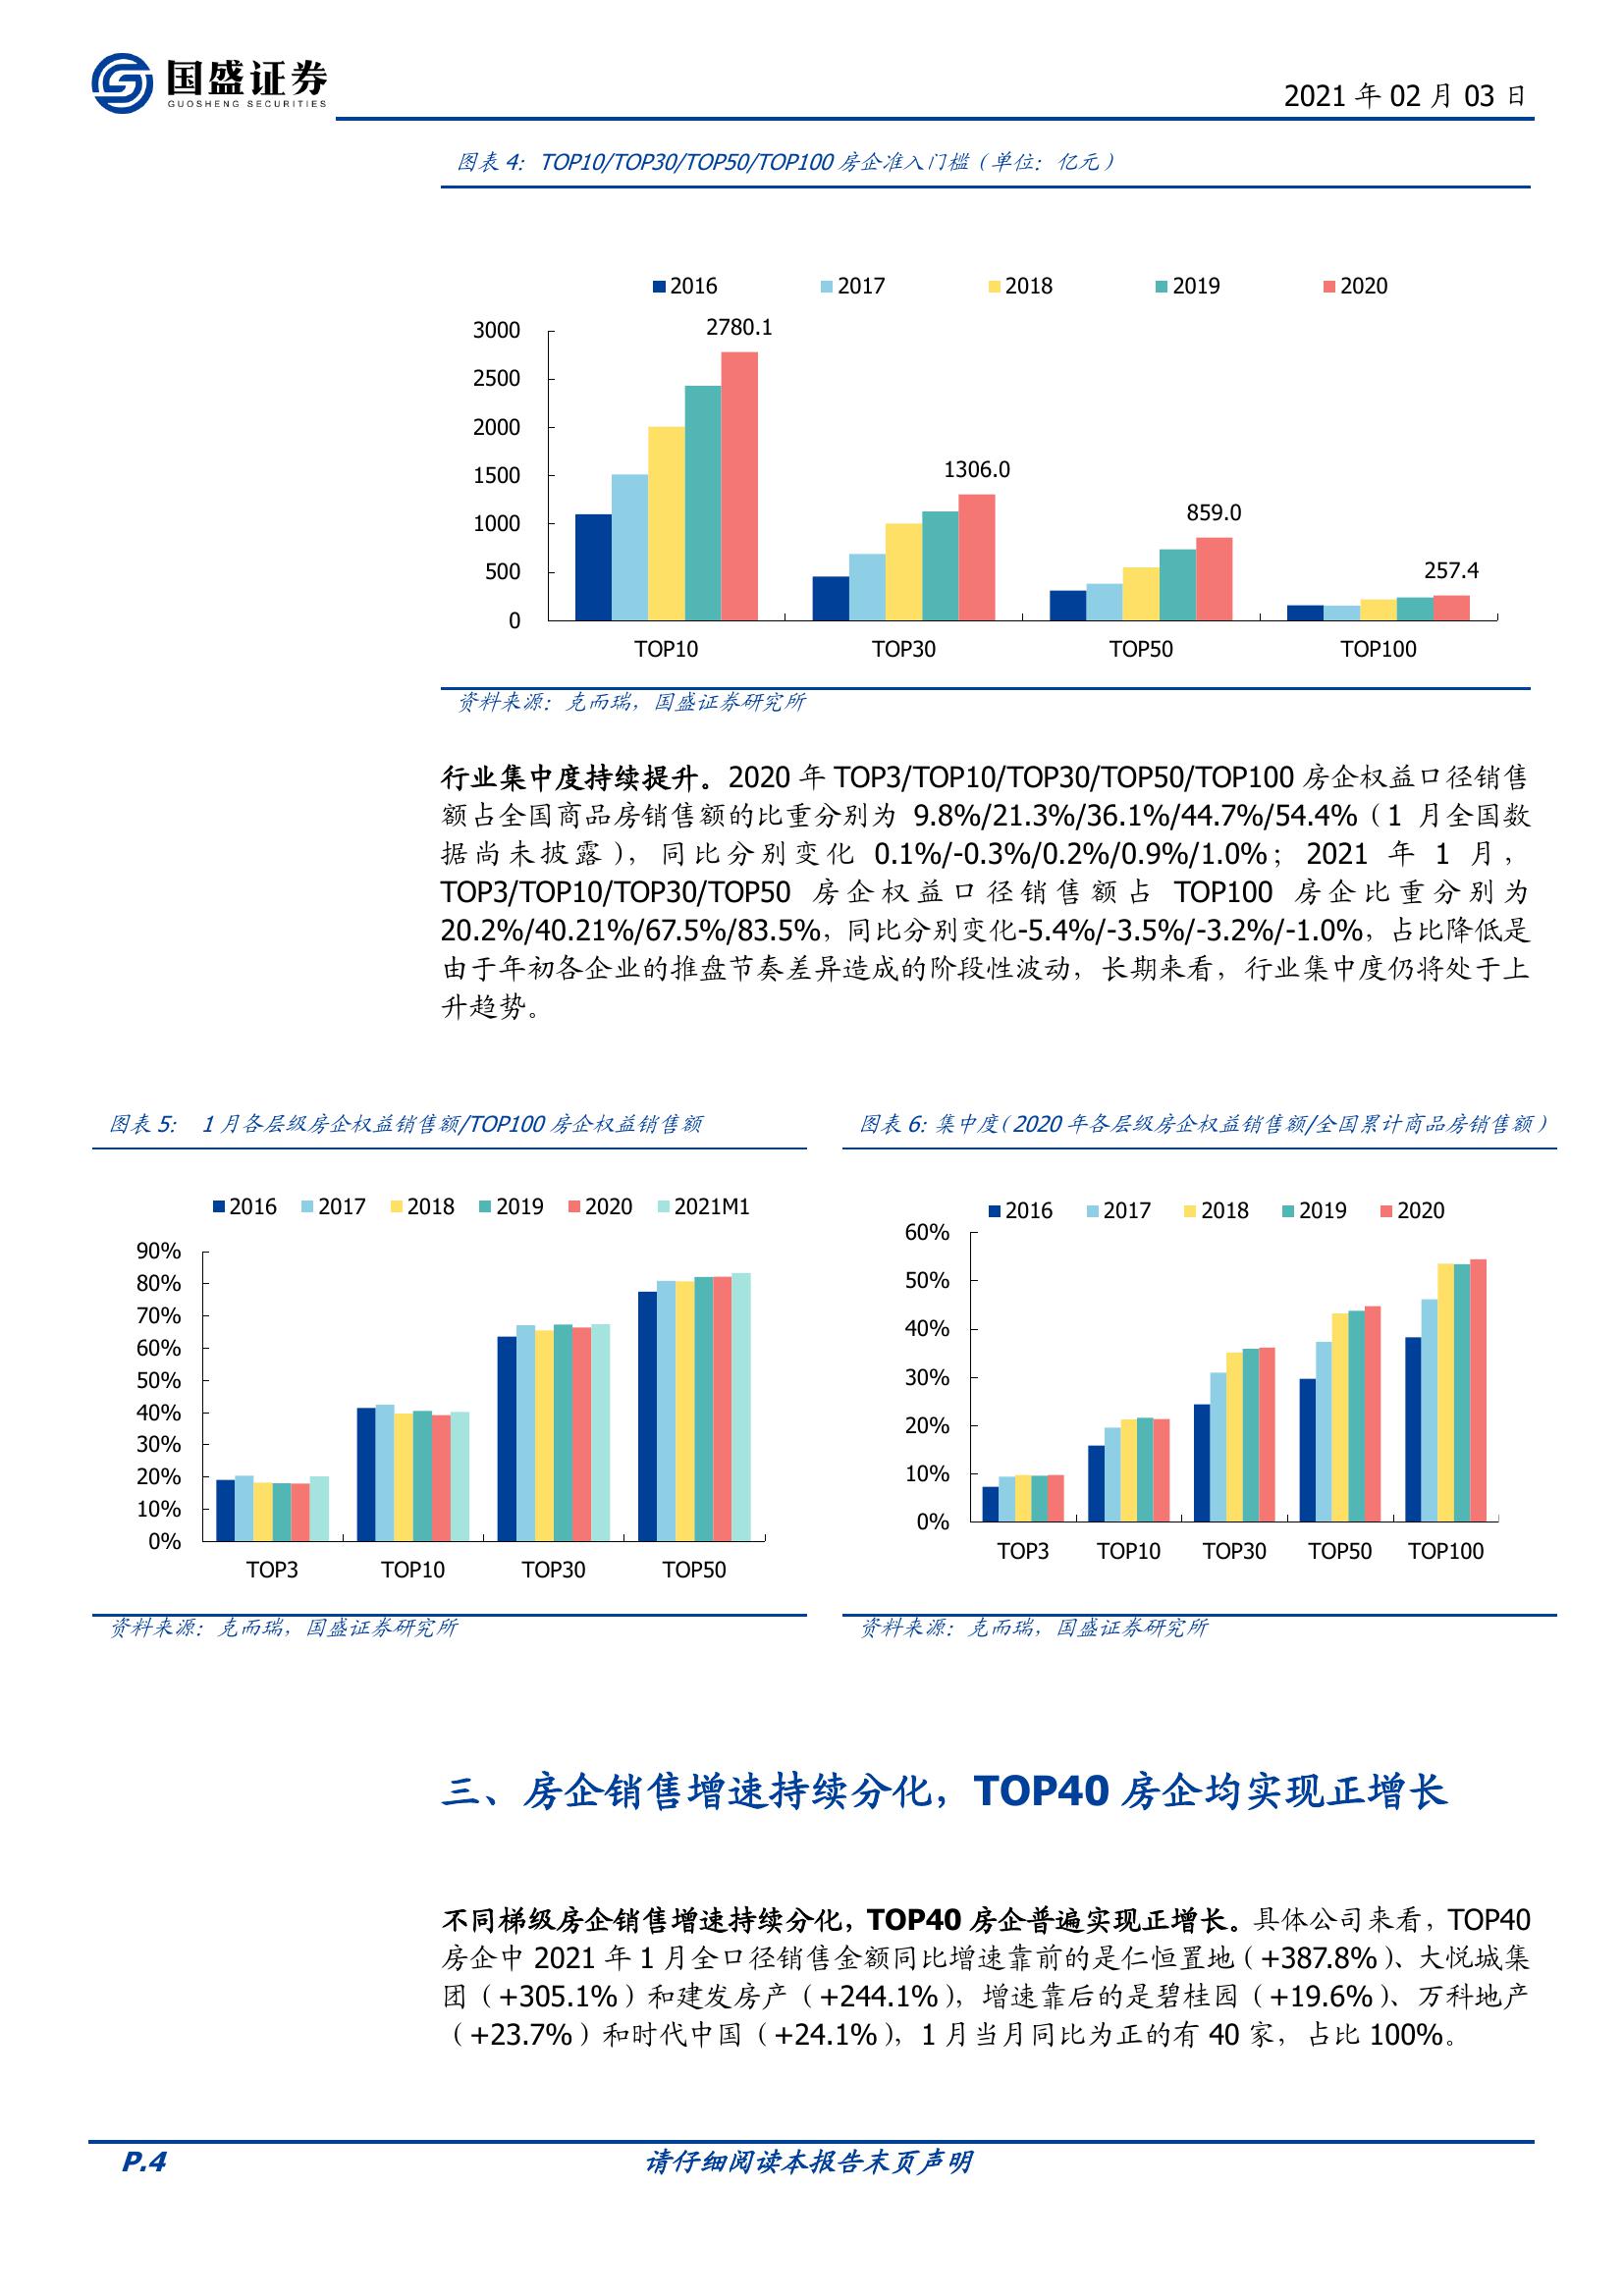 国盛证券
GUOSHENG SECURITIES
2021 年 02 月 03 日
图表 4：TOP10/TOP30/TOP50/TOP100 房企准入门槛（单位：亿元）
2016 2017 2018 2019 2020
3000
2500
2000
1500
1000
500
0
2780.1
1306.0
859.0
257.4
TOP10 TOP30 TOP50 TOP100
资料来源：克而瑞，国盛证券研究所
行业集中度持续提升。2020 年 TOP3/TOP10/TOP30/TOP50/TOP100 房企权益口径销售
额占全国商品房销售额的比重分别为 9.8%/21.3%/36.1%/44.7%/54.4%（1 月全国数
据尚未披露），同比分别变化 0.1%/-0.3%/0.2%/0.9%/1.0%；2021 年 1 月，
TOP3/TOP10/TOP30/TOP50 房企权益口径销售额占 TOP100 房企比重分别为
20.2%/40.21%/67.5%/83.5%，同比分别变化-5.4%/-3.5%/-3.2%/-1.0%，占比降低是
由于年初各企业的推盘节奏差异造成的阶段性波动，长期来看，行业集中度仍将处于上
升趋势。
图表 5： 1 月各层级房企权益销售额/TOP100 房企权益销售额
2016 2017 2018 2019 2020 2021M1
90%
80%
70%
60%
50%
40%
30%
20%
10%
0%
TOP3 TOP10 TOP30 TOP50
资料来源：克而瑞，国盛证券研究所
图表 6：集中度（2020 年各层级房企权益销售额/全国累计商品房销售额）
2016 2017 2018 2019 2020
60%
50%
40%
30%
20%
10%
0%
TOP3 TOP10 TOP30 TOP50 TOP100
资料来源：克而瑞，国盛证券研究所
三、房企销售增速持续分化，TOP40 房企均实现正增长
不同梯级房企销售增速持续分化，TOP40 房企普遍实现正增长。具体公司来看，TOP40
房企中 2021 年 1 月全口径销售金额同比增速靠前的是仁恒置地（+387.8%）、大悦城集
团（+305.1%）和建发房产（+244.1%），增速靠后的是碧桂园（+19.6%）、万科地产
（+23.7%）和时代中国（+24.1%），1 月当月同比为正的有 40 家，占比 100%。
P.4
请仔细阅读本报告末页声明